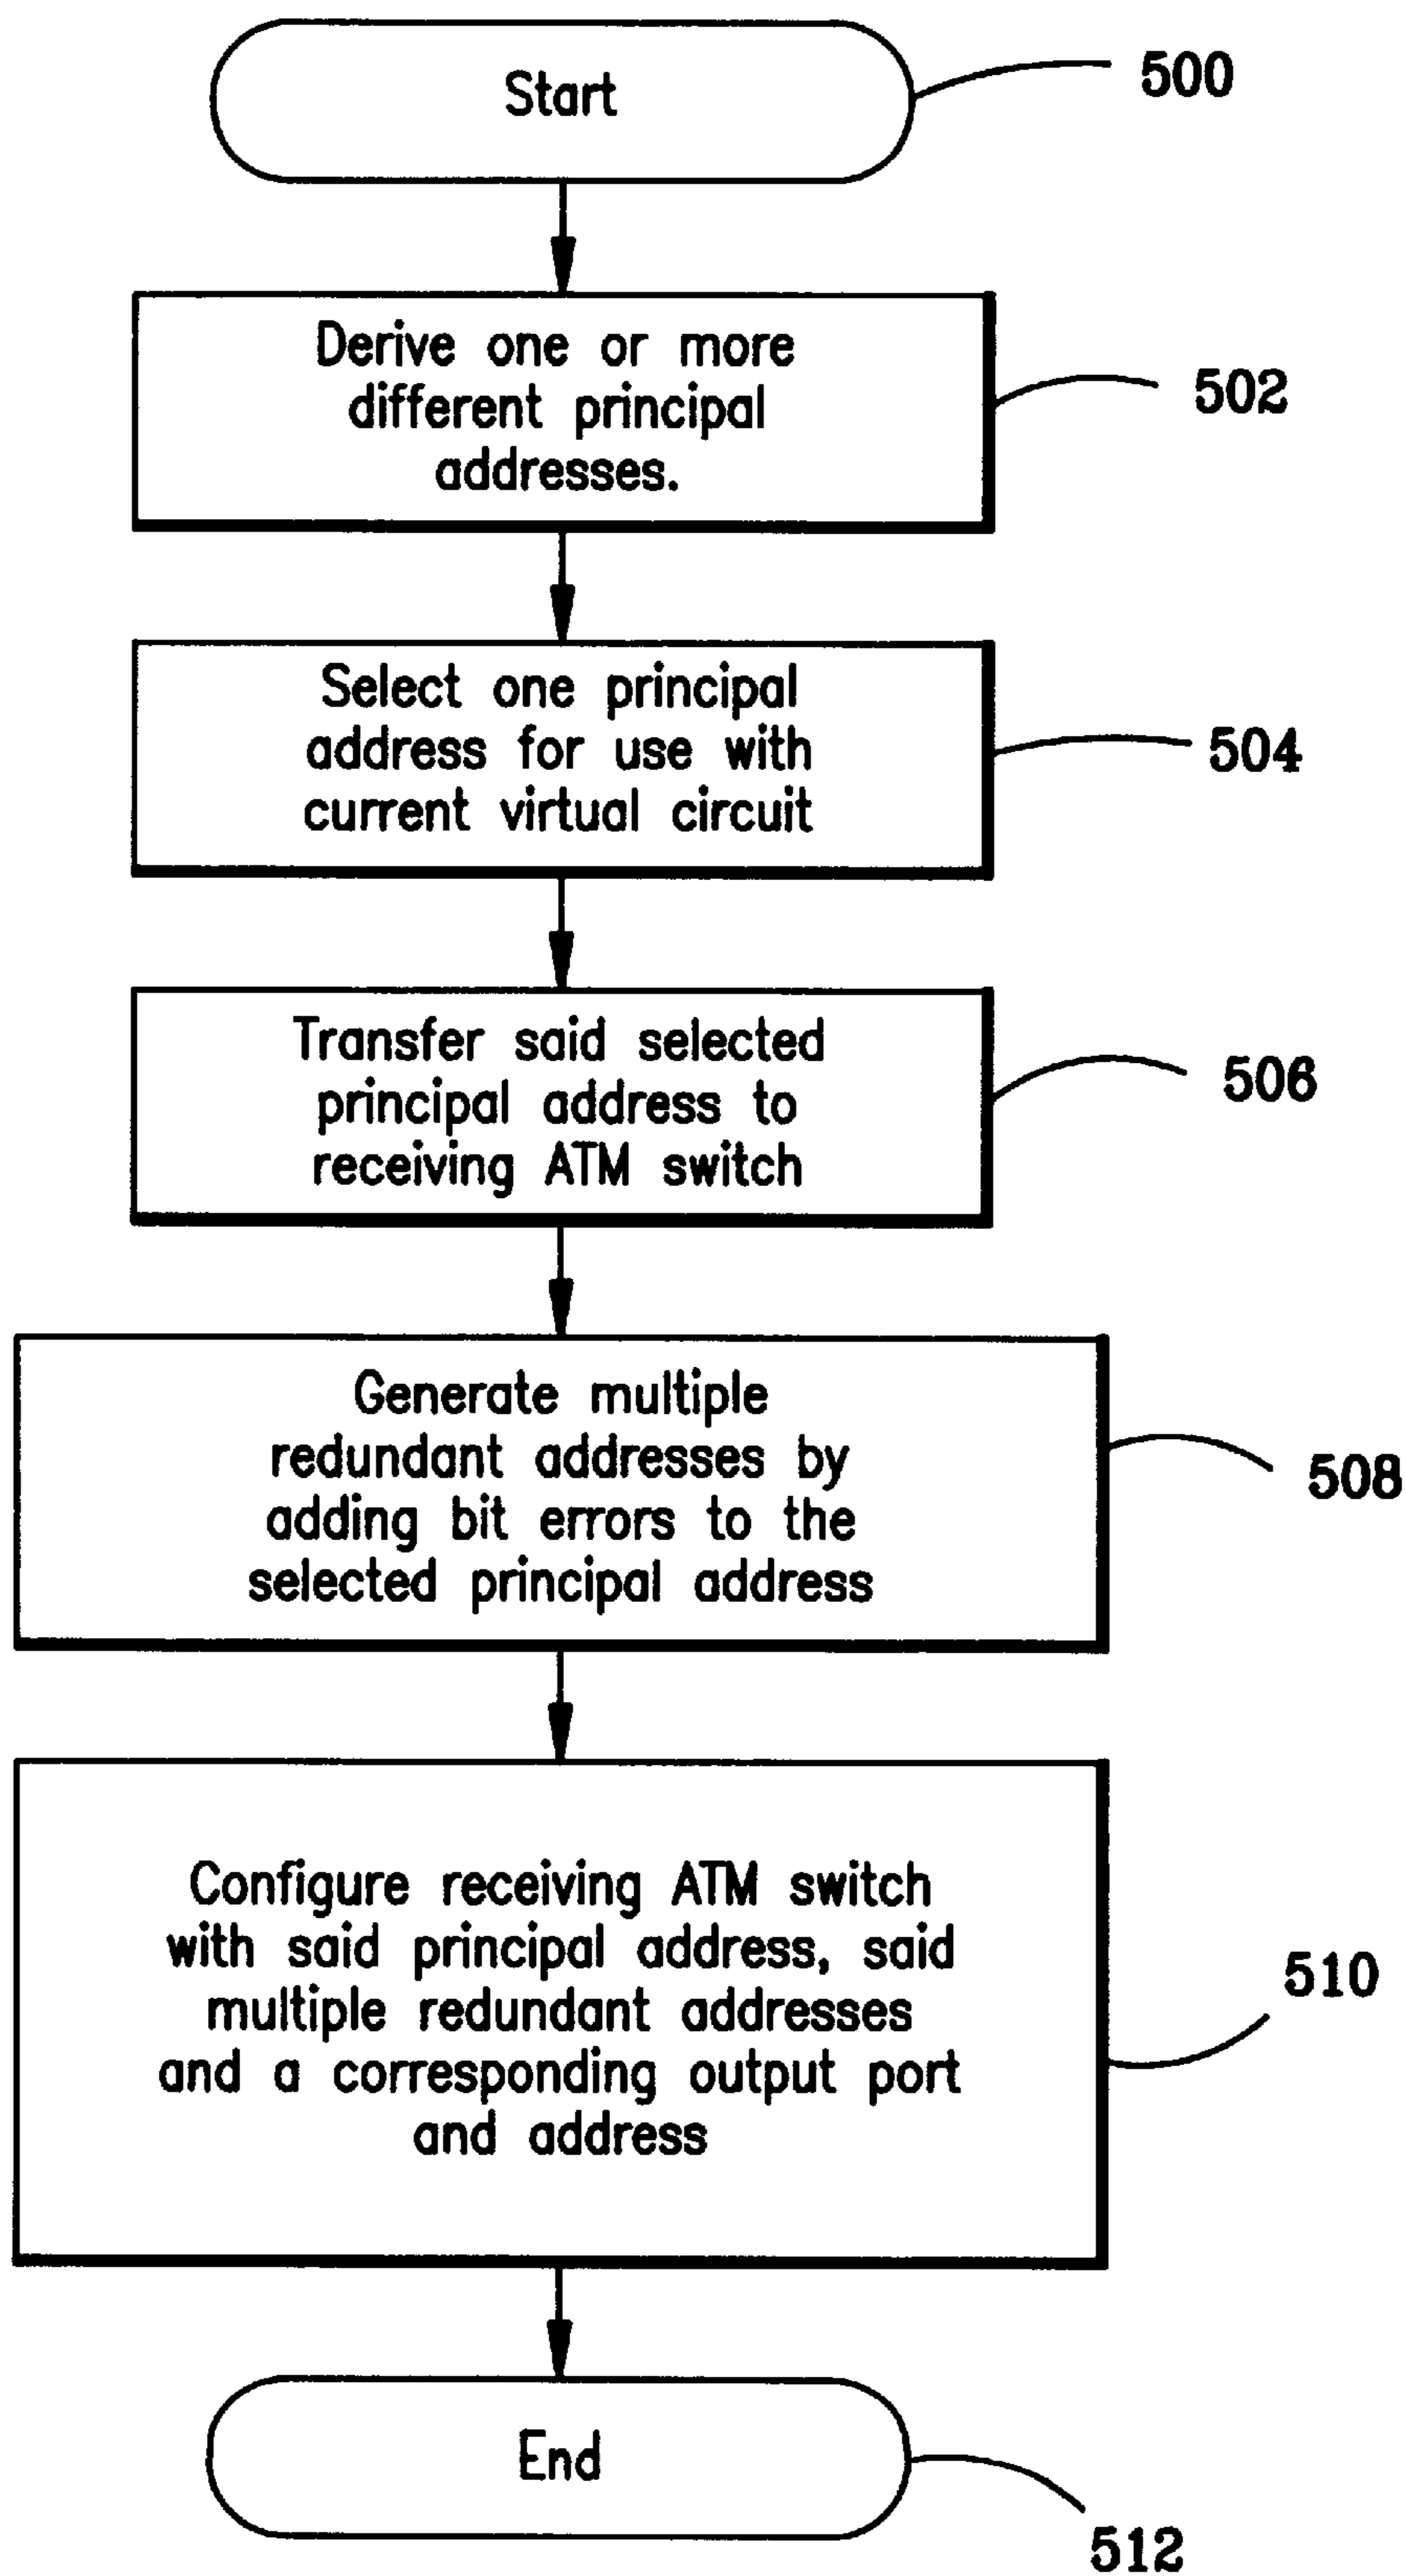 Start
500
Derive one or more
different principal
addresses.
502
Select one principal
address for use with
current virtual circuit
504
Transfer said selected
principal address to
receiving ATM switch
506
Generate multiple
redundant addresses by
adding bit errors to the
selected principal address
508
Configure receiving ATM switch
with said principal address, said
multiple redundant addresses
and a corresponding output port
and address
510
End
512